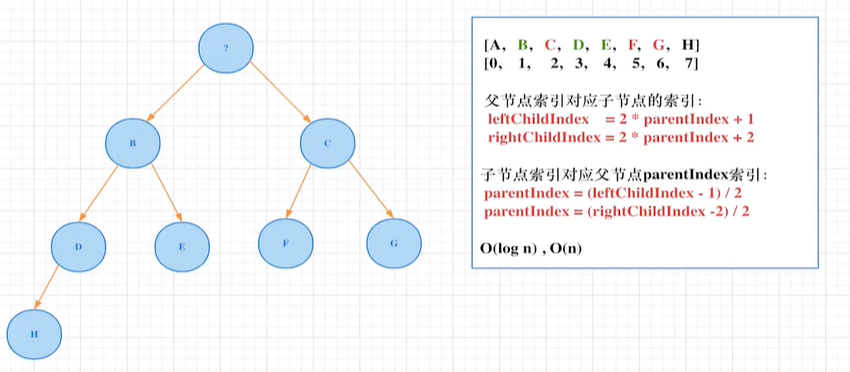 ?
B
C
D
E
F
G
H
[A, B, C, D, E, F, G, H]
[0, 1, 2, 3, 4, 5, 6, 7]
父节点索引对应子节点的索引:
leftChildIndex = 2 * parentIndex + 1
rightChildIndex = 2 * parentIndex + 2
子节点索引对应父节点parentIndex索引:
parentIndex = (leftChildIndex - 1) / 2
parentIndex = (rightChildIndex -2) / 2
O(log n) , O(n)